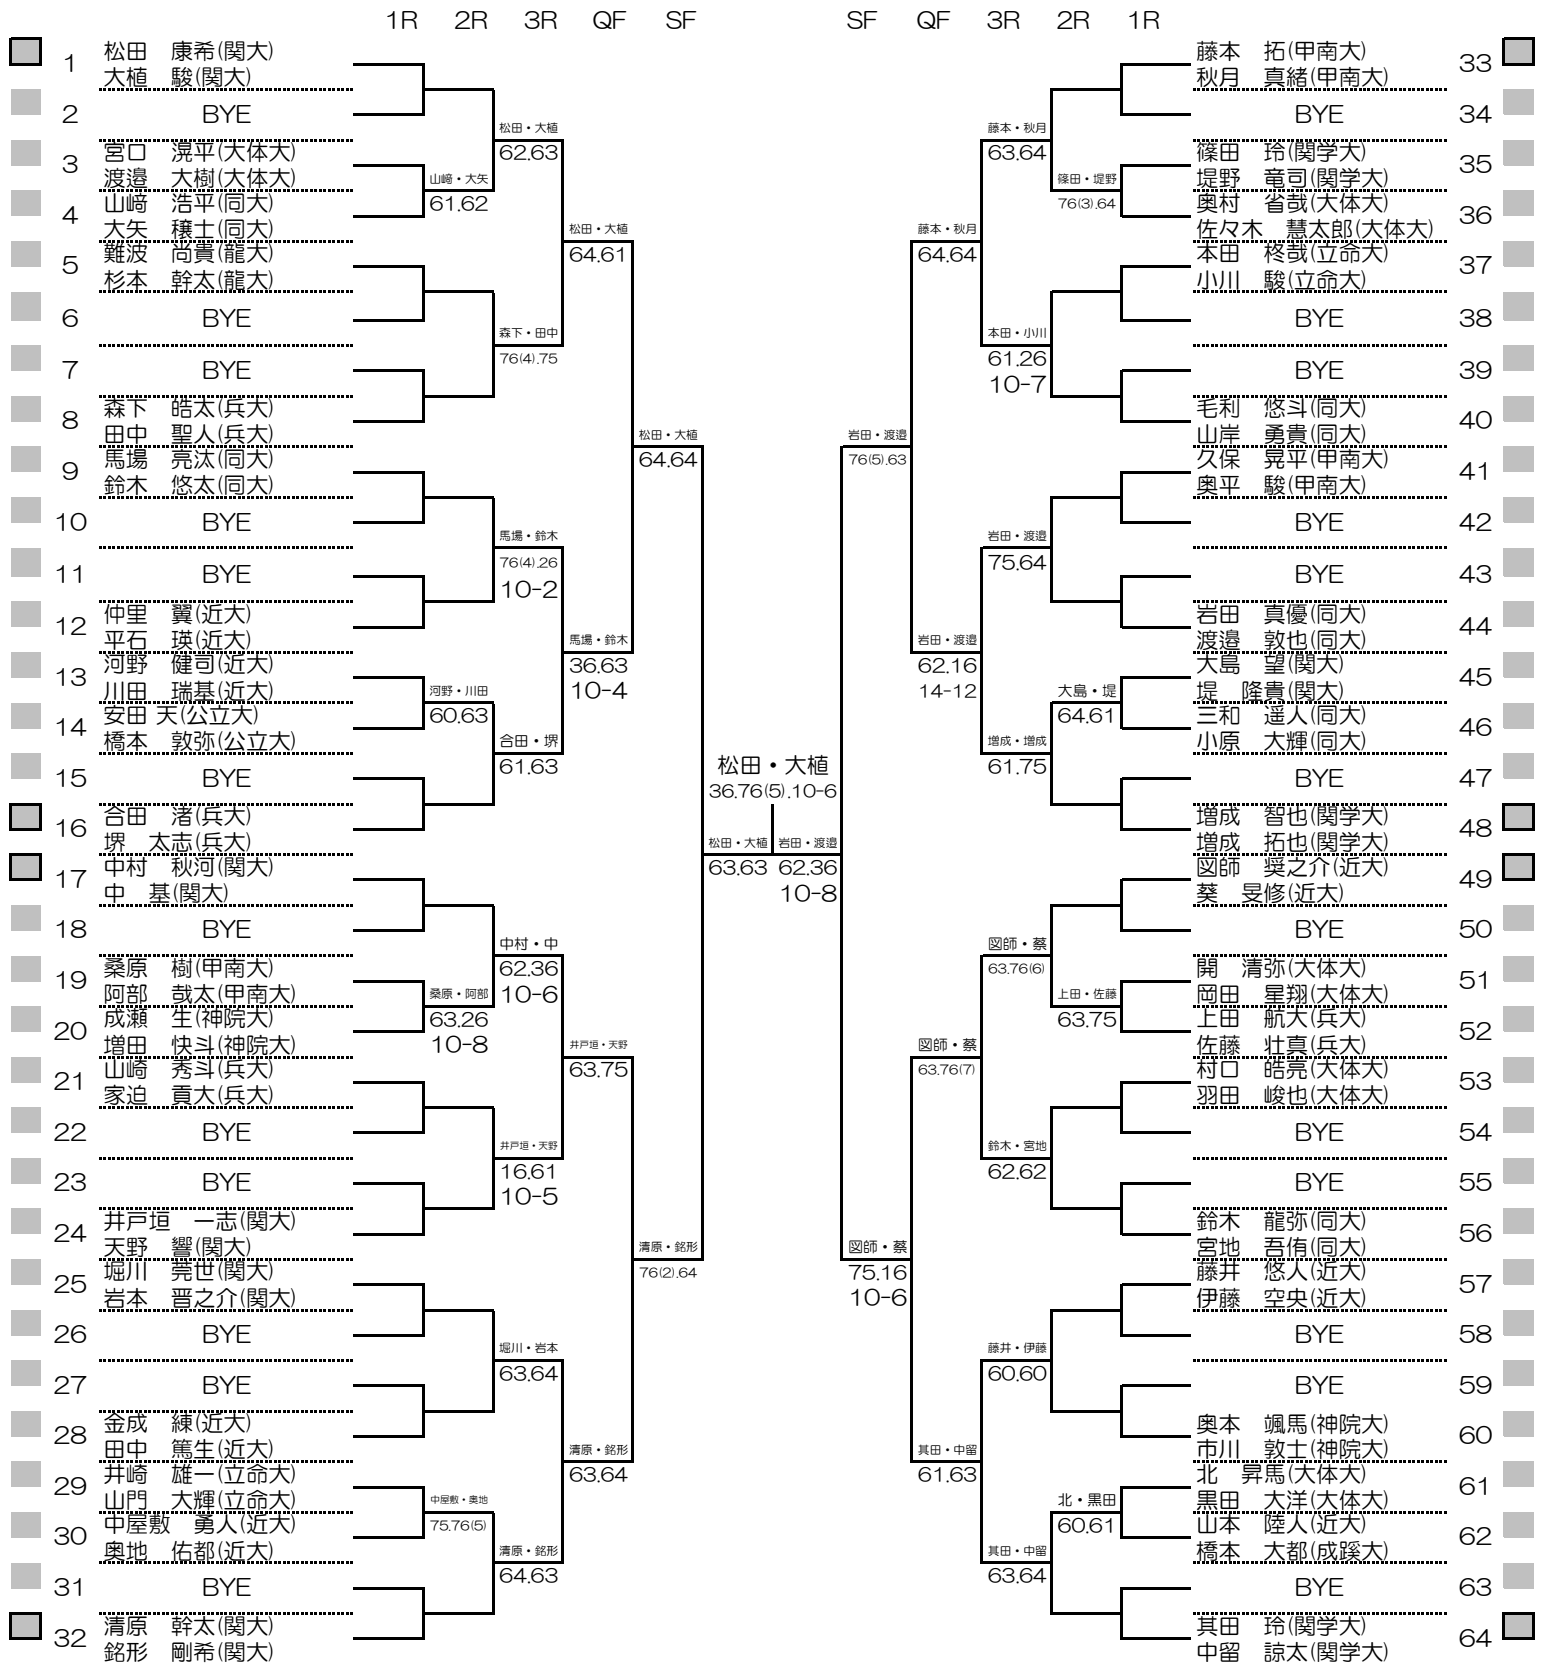 1R 2R 3R QF SF
SF QF 3R 2R 1R
1
松田　康希(関大)
大植　駿(関大)
2
BYE
3
宮口　滉平(大体大)
渡邉　大樹(大体大)
4
山﨑　浩平(同大)
大矢　穣士(同大)
5
難波　尚貴(龍大)
杉本　幹太(龍大)
6
BYE
7
BYE
8
森下　皓太(兵大)
田中　聖人(兵大)
9
馬場　亮汰(同大)
鈴木　悠太(同大)
10
BYE
11
BYE
12
仲里　翼(近大)
平石　瑛(近大)
13
河野　健司(近大)
川田　瑞基(近大)
14
安田 天(公立大)
橋本　敦弥(公立大)
15
BYE
16
合田　渚(兵大)
堺　太志(兵大)
17
中村　秋河(関大)
中　基(関大)
18
BYE
19
桑原　樹(甲南大)
阿部　哉太(甲南大)
20
成瀬　生(神院大)
増田　快斗(神院大)
21
山崎　秀斗(兵大)
家迫　貢大(兵大)
22
BYE
23
BYE
24
井戸垣　一志(関大)
天野　響(関大)
25
堀川　莞世(関大)
岩本　晋之介(関大)
26
BYE
27
BYE
28
金成　練(近大)
田中　篤生(近大)
29
井崎　雄一(立命大)
山門　大輝(立命大)
30
中屋敷　勇人(近大)
奥地　佑都(近大)
31
BYE
32
清原　幹太(関大)
銘形　剛希(関大)
山﨑・大矢
61.62
河野・川田
60.63
桑原・阿部
63.26
10-8
中屋敷・奥地
75.76(5)
松田・大植
62.63
森下・田中
76(4).75
馬場・鈴木
76(4).26
10-2
合田・堺
61.63
中村・中
62.36
10-6
井戸垣・天野
16.61
10-5
堀川・岩本
63.64
清原・銘形
64.63
松田・大植
64.61
馬場・鈴木
36.63
10-4
井戸垣・天野
63.75
清原・銘形
63.64
松田・大植
64.64
清原・銘形
76(2).64
松田・大植
36.76(5).10-6
松田・大植
63.63
岩田・渡邉
62.36
10-8
岩田・渡邉
76(5).63
図師・蔡
75.16
10-6
藤本・秋月
64.64
岩田・渡邉
62.16
14-12
図師・蔡
63.76(7)
其田・中留
61.63
藤本・秋月
63.64
本田・小川
61.26
10-7
岩田・渡邉
75.64
増成・増成
61.75
図師・蔡
63.76(6)
鈴木・宮地
62.62
藤井・伊藤
60.60
其田・中留
63.64
篠田・堤野
76(3).64
大島・堤
64.61
上田・佐藤
63.75
北・黒田
60.61
藤本　拓(甲南大)
秋月　真緒(甲南大)
33
BYE
34
篠田　玲(関学大)
堤野　竜司(関学大)
35
奥村　省哉(大体大)
佐々木　慧太郎(大体大)
36
本田　柊哉(立命大)
小川　駿(立命大)
37
BYE
38
BYE
39
毛利　悠斗(同大)
山岸　勇貴(同大)
40
久保　晃平(甲南大)
奥平　駿(甲南大)
41
BYE
42
BYE
43
岩田　真優(同大)
渡邉　敦也(同大)
44
大島　望(関大)
堤　隆貴(関大)
45
三和　遥人(同大)
小原　大輝(同大)
46
BYE
47
増成　智也(関学大)
増成　拓也(関学大)
48
図師　奨之介(近大)
葵　旻修(近大)
49
BYE
50
開　清弥(大体大)
岡田　星翔(大体大)
51
上田　航大(兵大)
佐藤　壮真(兵大)
52
村口　皓亮(大体大)
羽田　峻也(大体大)
53
BYE
54
BYE
55
鈴木　龍弥(同大)
宮地　吾侑(同大)
56
藤井　悠人(近大)
伊藤　空央(近大)
57
BYE
58
BYE
59
奥本　颯馬(神院大)
市川　敦士(神院大)
60
北　昇馬(大体大)
黒田　大洋(大体大)
61
山本　陸人(近大)
橋本　大都(成蹊大)
62
BYE
63
其田　玲(関学大)
中留　諒太(関学大)
64